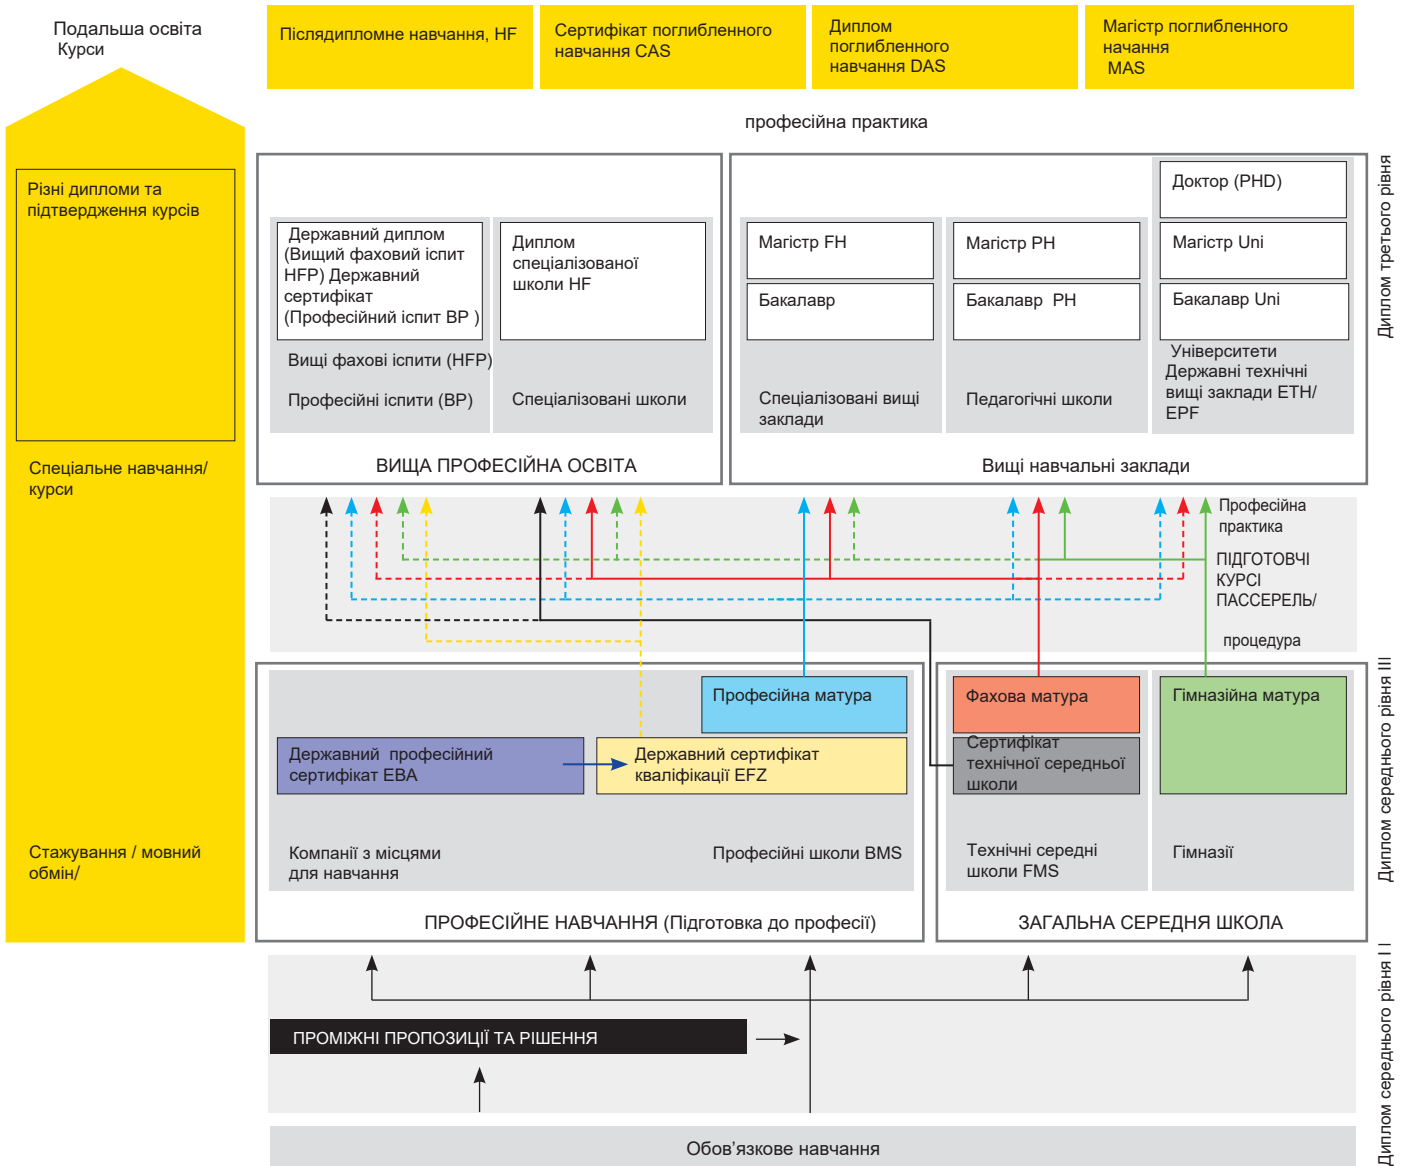 Подальша освіта
Курси
Післядипломне навчання, HF
Сертифікат поглибленного
навчання CAS
Диплом
поглибленного
навчання DAS
Магістр поглибленного
начання
MAS
професійна практика
Різні дипломи та
підтвердження курсів
Державний диплом
(Вищий фаховий іспит
HFP) Державний
сертифікат
(Професійний іспит BP )
Диплом
спеціалізованої
школи HF
Вищі фахові іспити (HFP)
Професійні іспити (BP)
Спеціалізовані школи
ВИЩА ПРОФЕСІЙНА ОСВІТА
Магістр FH
Бакалавр
Спеціалізовані вищі
заклади
Магістр PH
Бакалавр PH
Педагогічні школи
Доктор (PHD)
Магістр Uni
Бакалавр Uni
Університети
Державні технічні
вищі заклади ETH/
EPF
Вищі навчальні заклади
Диплом третього рівня
Спеціальне навчання/
курси
Професійна
практика
ПІДГОТОВЧІ
КУРСІ
ПАССЕРЕЛЬ/
процедура
Професійна матура
Державний професійний
сертифікат EBA
Державний сертифікат
кваліфікації EFZ
Компанії з місцями
для навчання
Професійні школи BMS
ПРОФЕСІЙНЕ НАВЧАННЯ (Підготовка до професії)
Фахова матура
Сертифікат
технічної середньої
школи
Технічні середні
школи FMS
Гімназійна матура
Гімназії
ЗАГАЛЬНА СЕРЕДНЯ ШКОЛА
Диплом середнього рівня III
Стажування / мовний
обмін/
ПРОМІЖНІ ПРОПОЗИЦІЇ ТА РІШЕННЯ
Обов’язкове навчання
Диплом середнього рівня I I